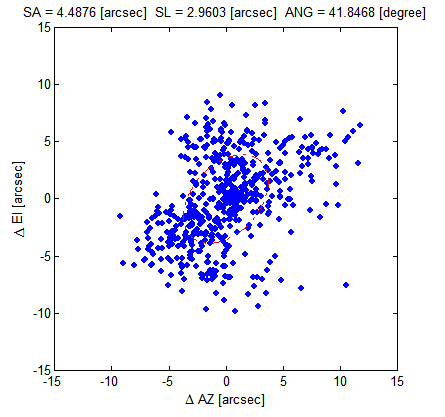 SA = 4.4876 [arcsec]  SL = 2.9603 [arcsec]  ANG = 41.8468 [degree]
15
10
5
0
-5
-10
-15
Δ El [arcsec]
-15 -10 -5 0 5 10 15
Δ AZ [arcsec]